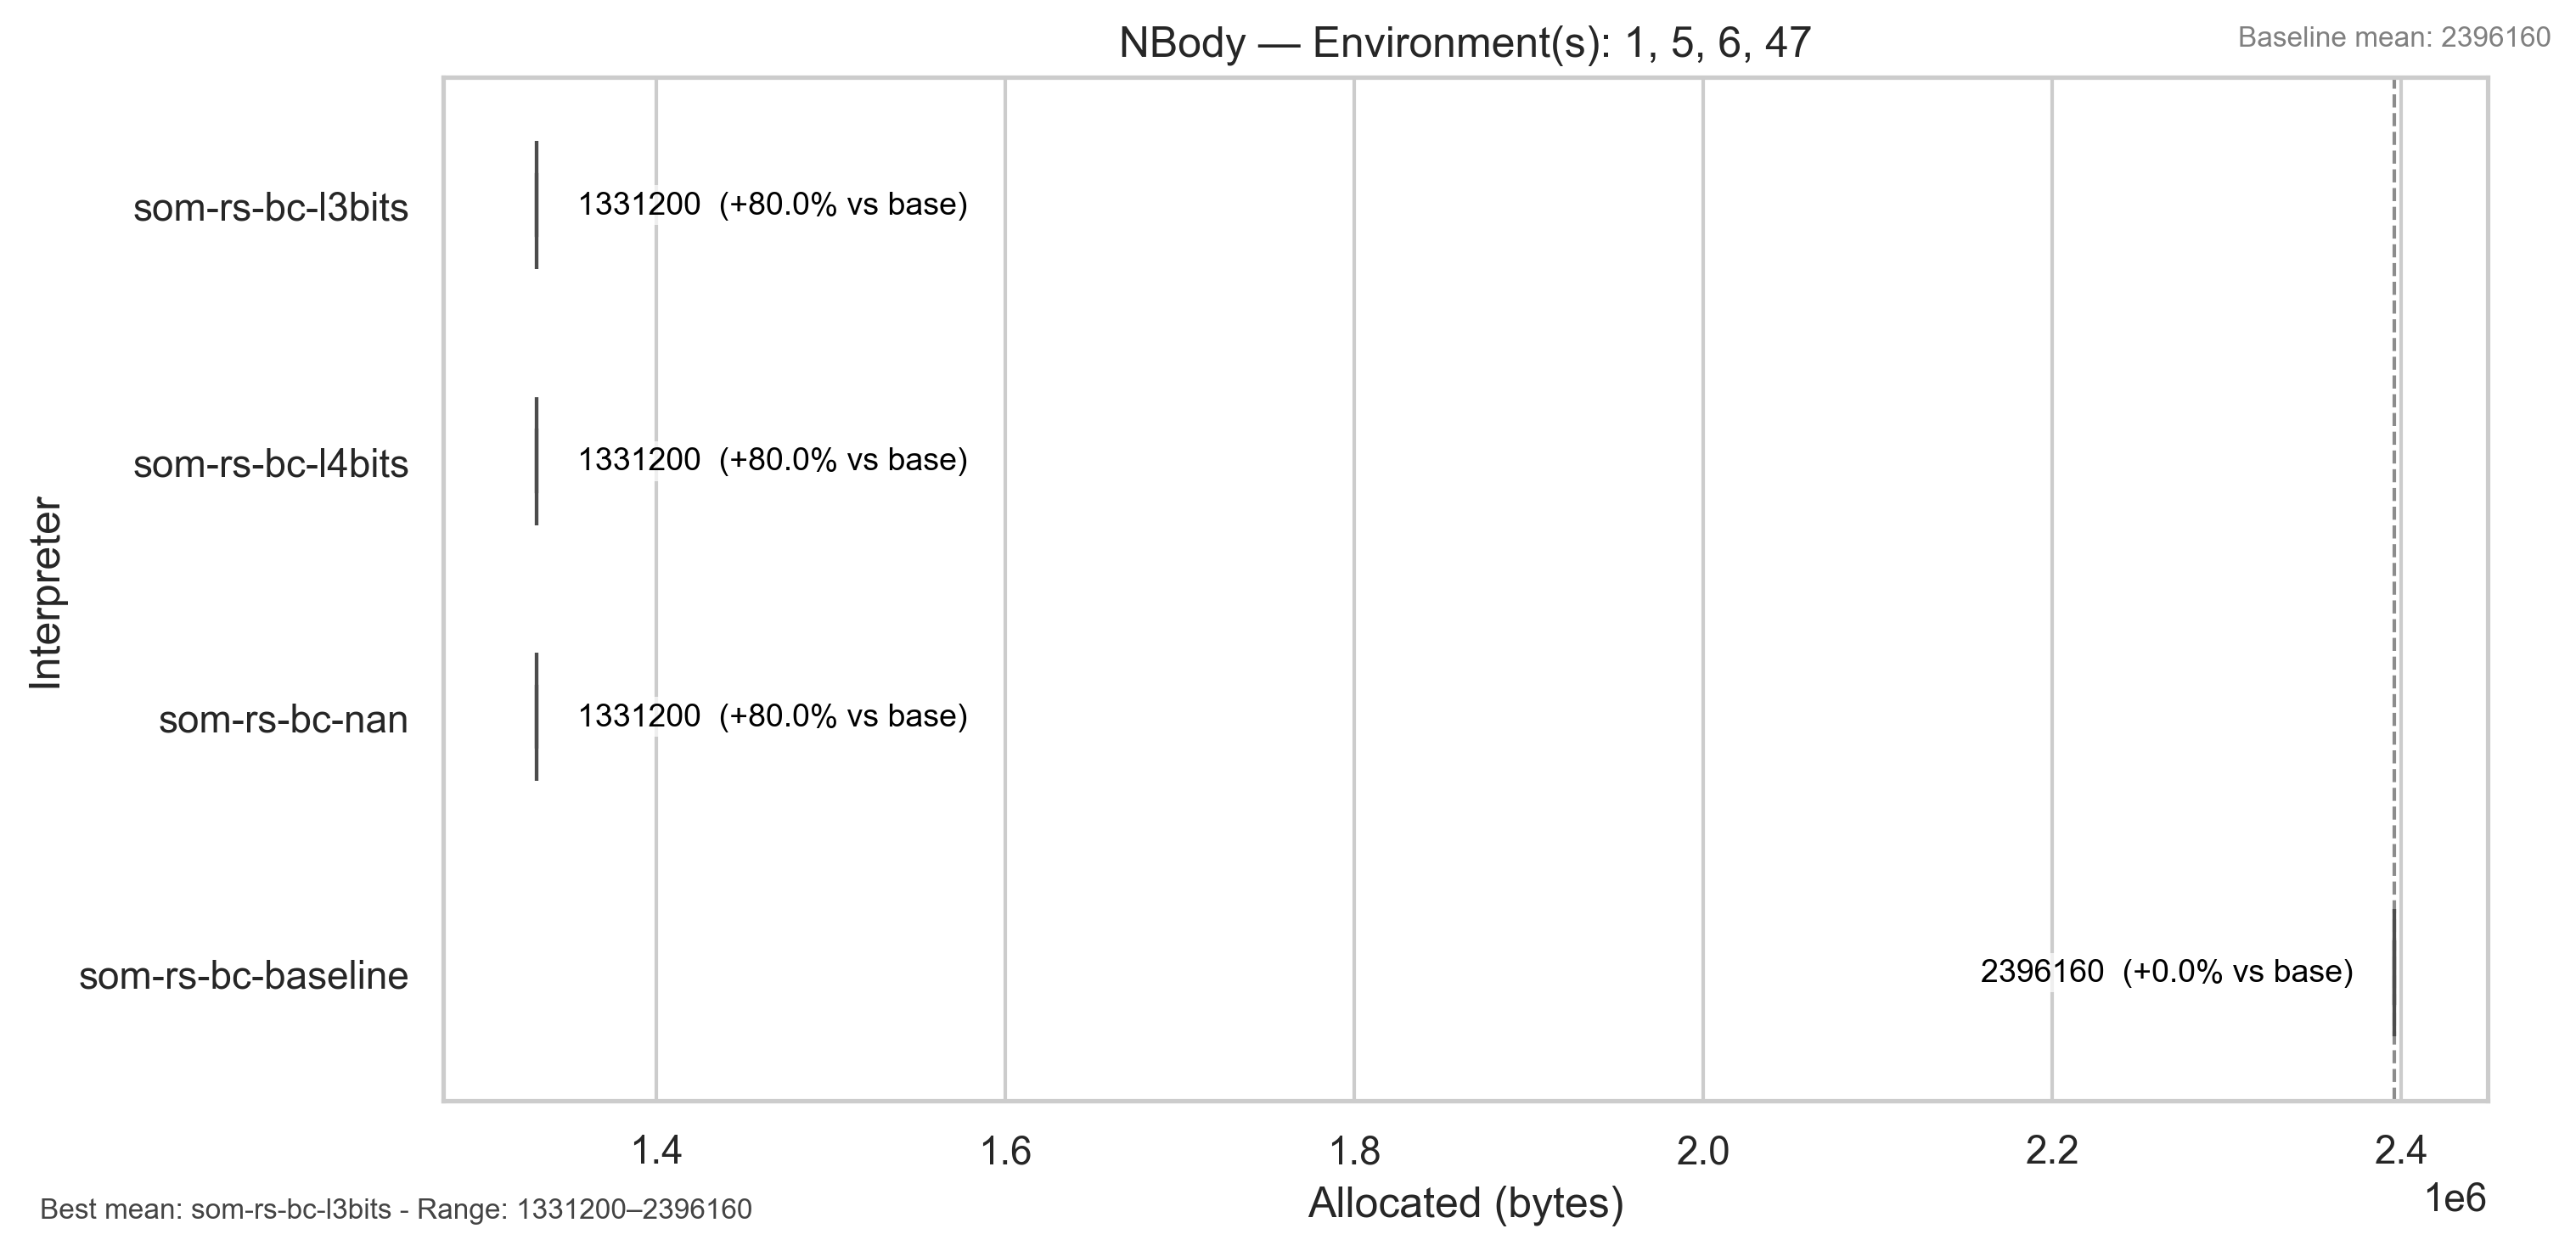 NBody — Environment(s): 1, 5, 6, 47
Baseline mean: 2396160
Interpreter
som-rs-bc-l3bits
1331200 (+80.0% vs base)
som-rs-bc-l4bits
1331200 (+80.0% vs base)
som-rs-bc-nan
1331200 (+80.0% vs base)
som-rs-bc-baseline
2396160 (+0.0% vs base)
1.4 1.6 1.8 2.0 2.2 2.4
1e6
Allocated (bytes)
Best mean: som-rs-bc-l3bits - Range: 1331200–2396160